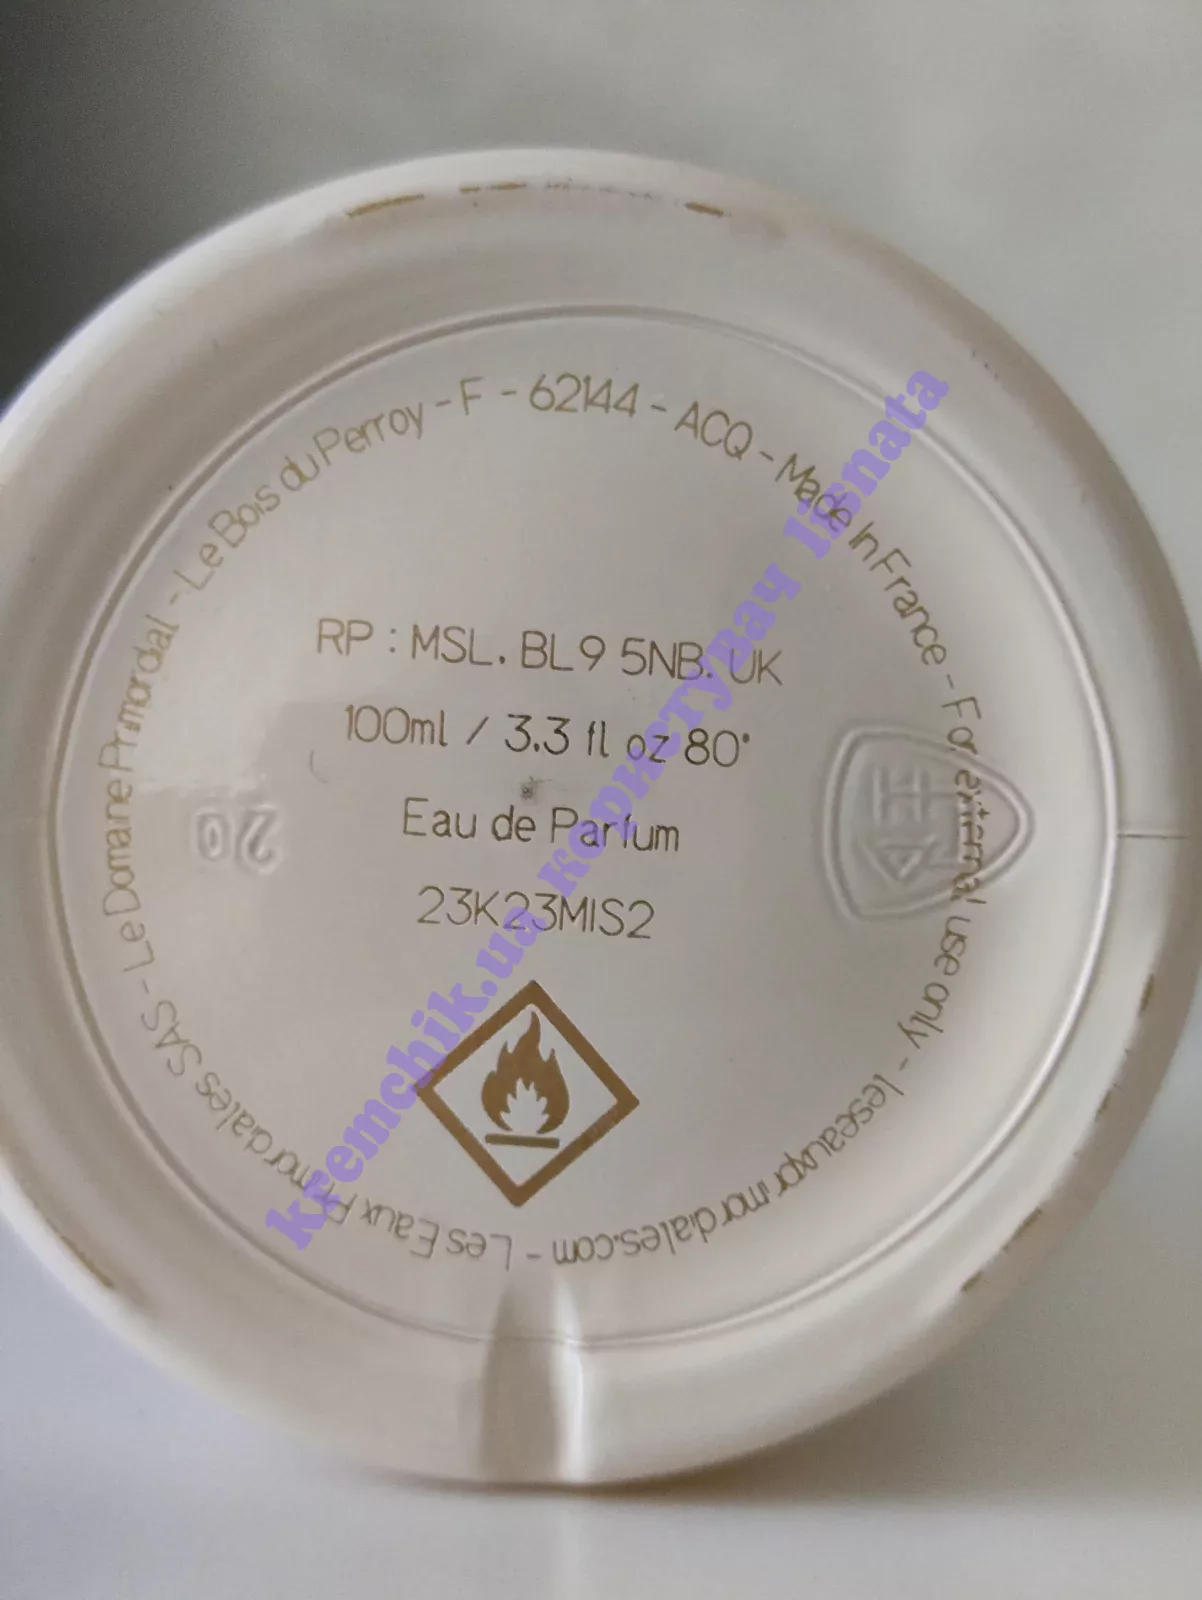 Les Eaux Primordiales SAS - Le Domaine Primordial - Le Bois du Perroy - F - 62144 - ACQ - Made In France - For external use only - leseauxprimordiales.com -
RP : MSL. BL9 5NB. UK
100ml / 3.3 fl oz 80°
Eau de Parfum
23K23MIS2
20
kremchik.ua користувач lisnata